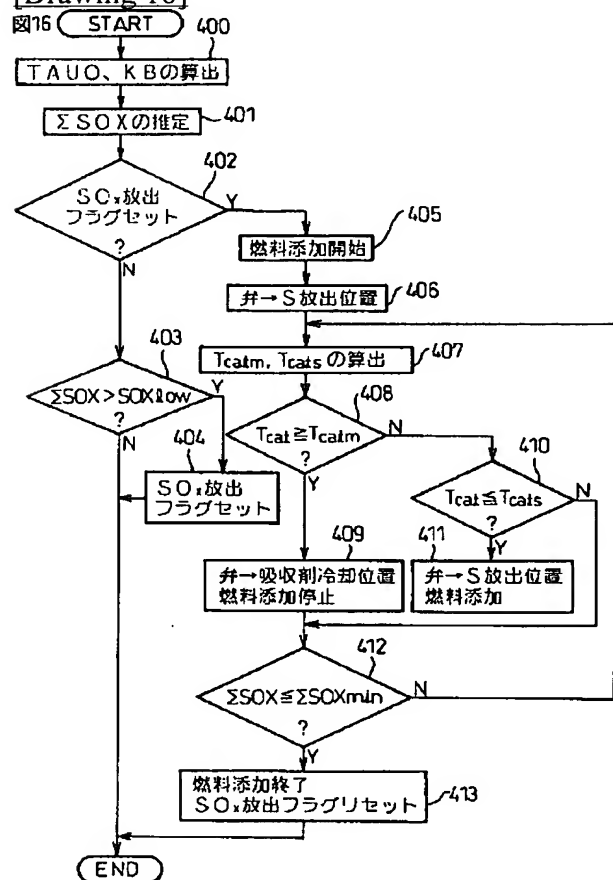 [Drawing 16]
図16 START
400
TAUO、KBの算出
ΣSOXの推定
401
402
SOx放出
フラグセット
?
Y
N
405
燃料添加開始
弁→S放出位置
406
Tcatm, Tcatsの算出
407
403
ΣSOX>SOXlow
?
Y
N
404
SOx放出
フラグセット
408
Tcat≧Tcatm
?
N
Y
410
Tcat≦Tcats
?
N
Y
409
弁→吸収剤冷却位置
燃料添加停止
411
弁→S放出位置
燃料添加
412
ΣSOX≦ΣSOXmin
?
N
Y
燃料添加終了
SOx放出フラグリセット
413
END